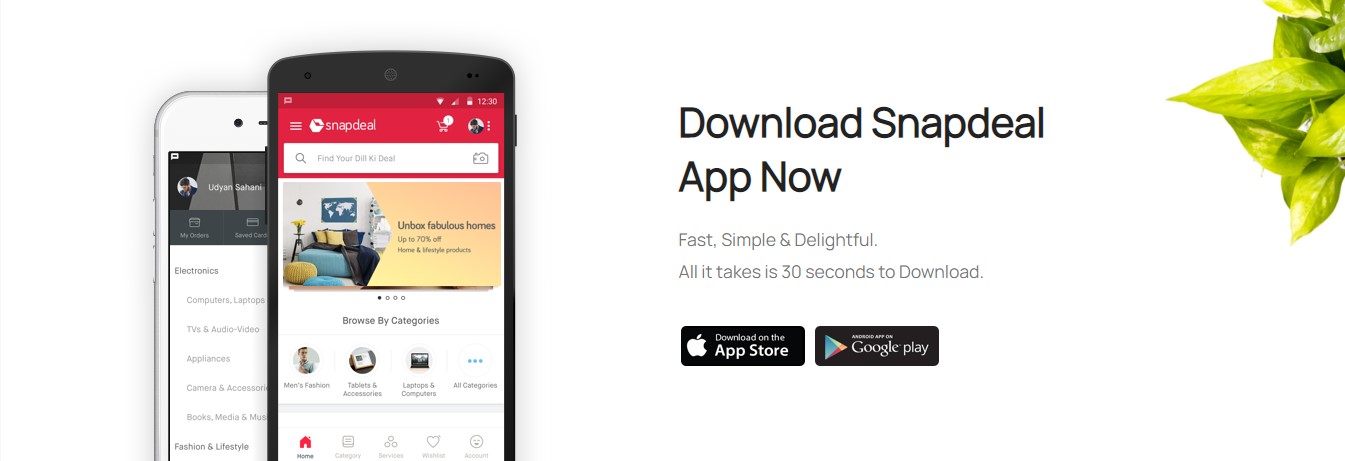 Udyan Sahani
My Orders
Saved Card
Electronics
Computers, Laptops
TVs & Audio-Video
Appliances
Camera & Accessorie
Books, Media & Mus
Fashion & Lifestyle
12:30
snapdeal
1
Find Your Dill Ki Deal
Unbox fabulous homes
Up to 70% off
Home & lifestyle products
Browse By Categories
Men's Fashion
Tablets &
Accessories
Laptops &
Computers
All Categories
Home
Category
Services
Wishlist
Account
Download Snapdeal
App Now
Fast, Simple & Delightful.
All it takes is 30 seconds to Download.
Download on the
App Store
ANDROID APP ON
Google play